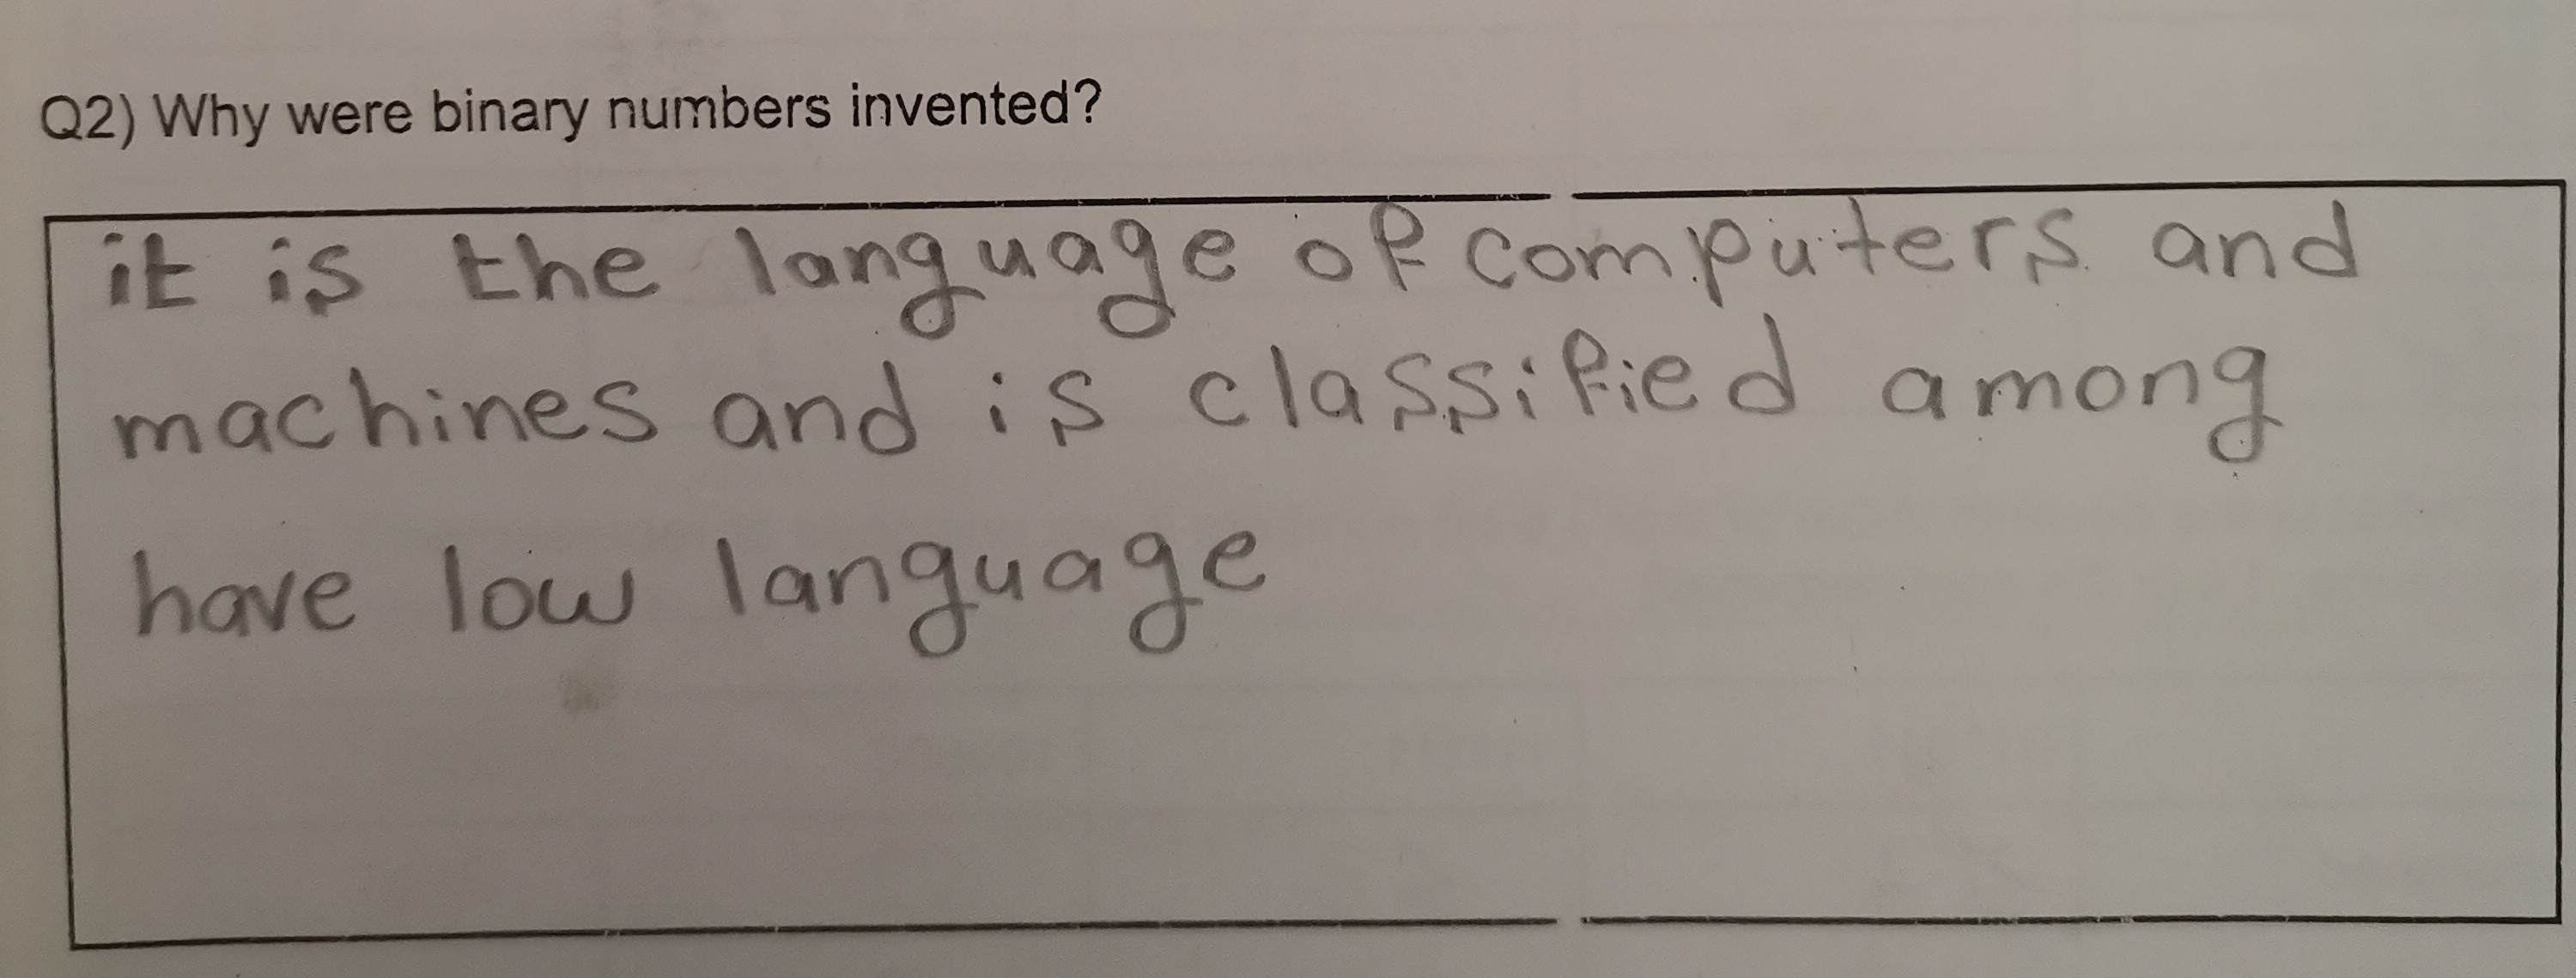 Q2) Why were binary numbers invented?
it is the language of computers and
machines and is classified among
have low language